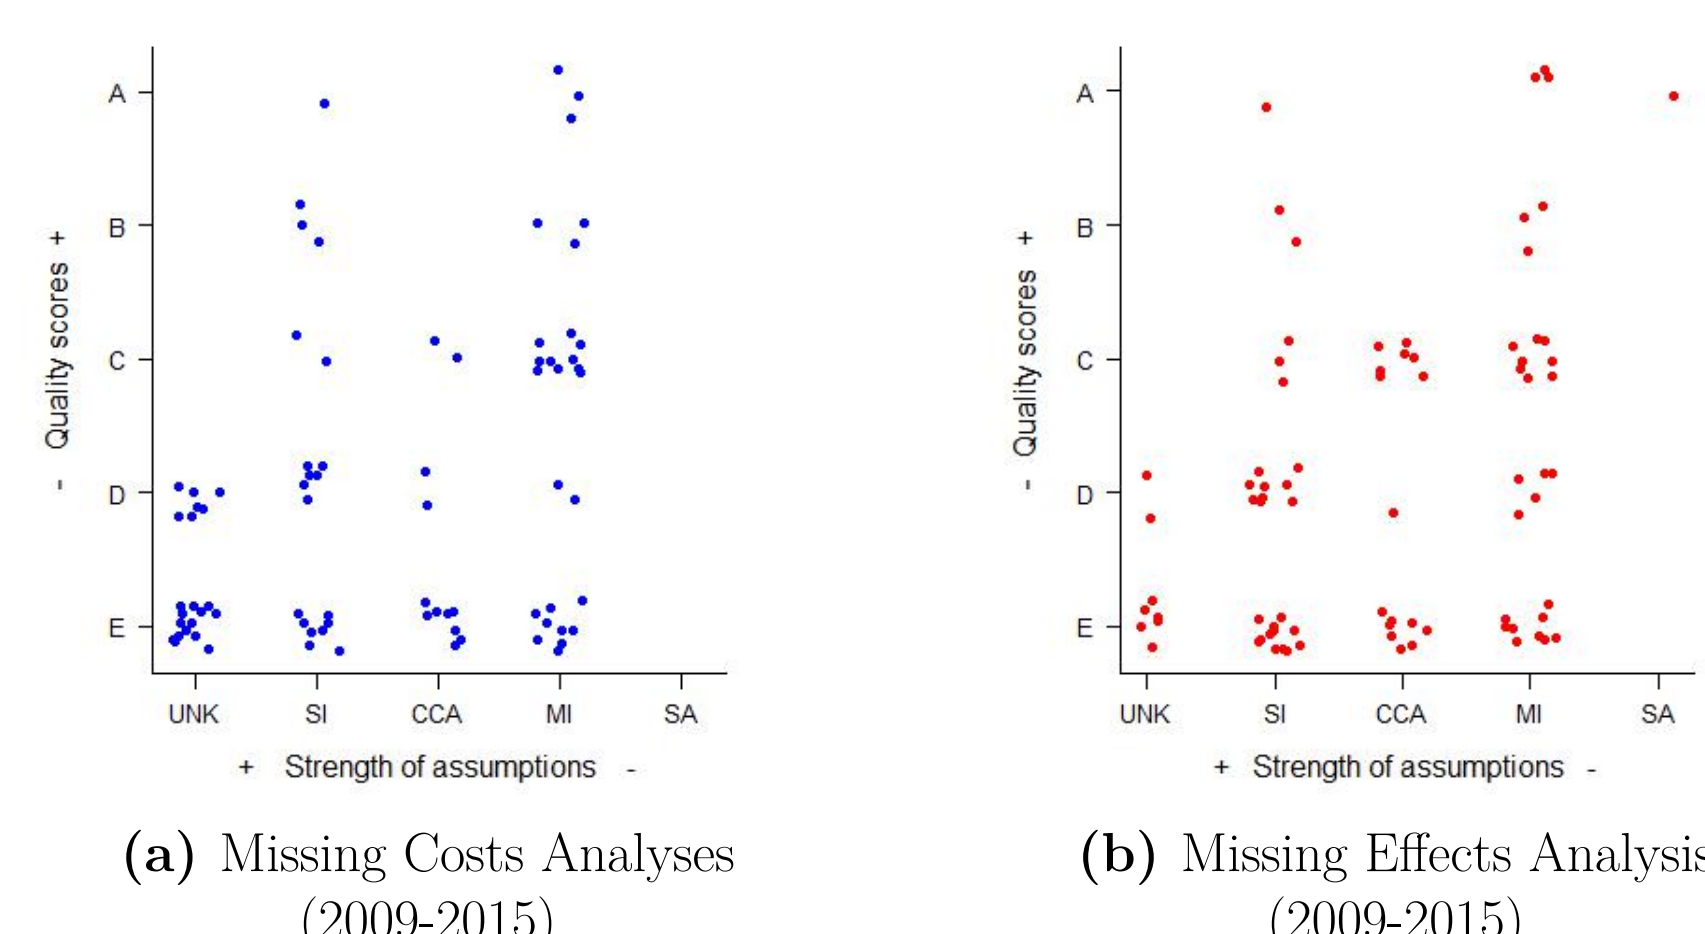 A
B
C
D
E
- Quality scores +
UNK SI CCA MI SA
+ Strength of assumptions -
(a) Missing Costs Analyses
(2009-2015)
A
B
C
D
E
- Quality scores +
UNK SI CCA MI SA
+ Strength of assumptions -
(b) Missing Effects Analysis
(2009-2015)